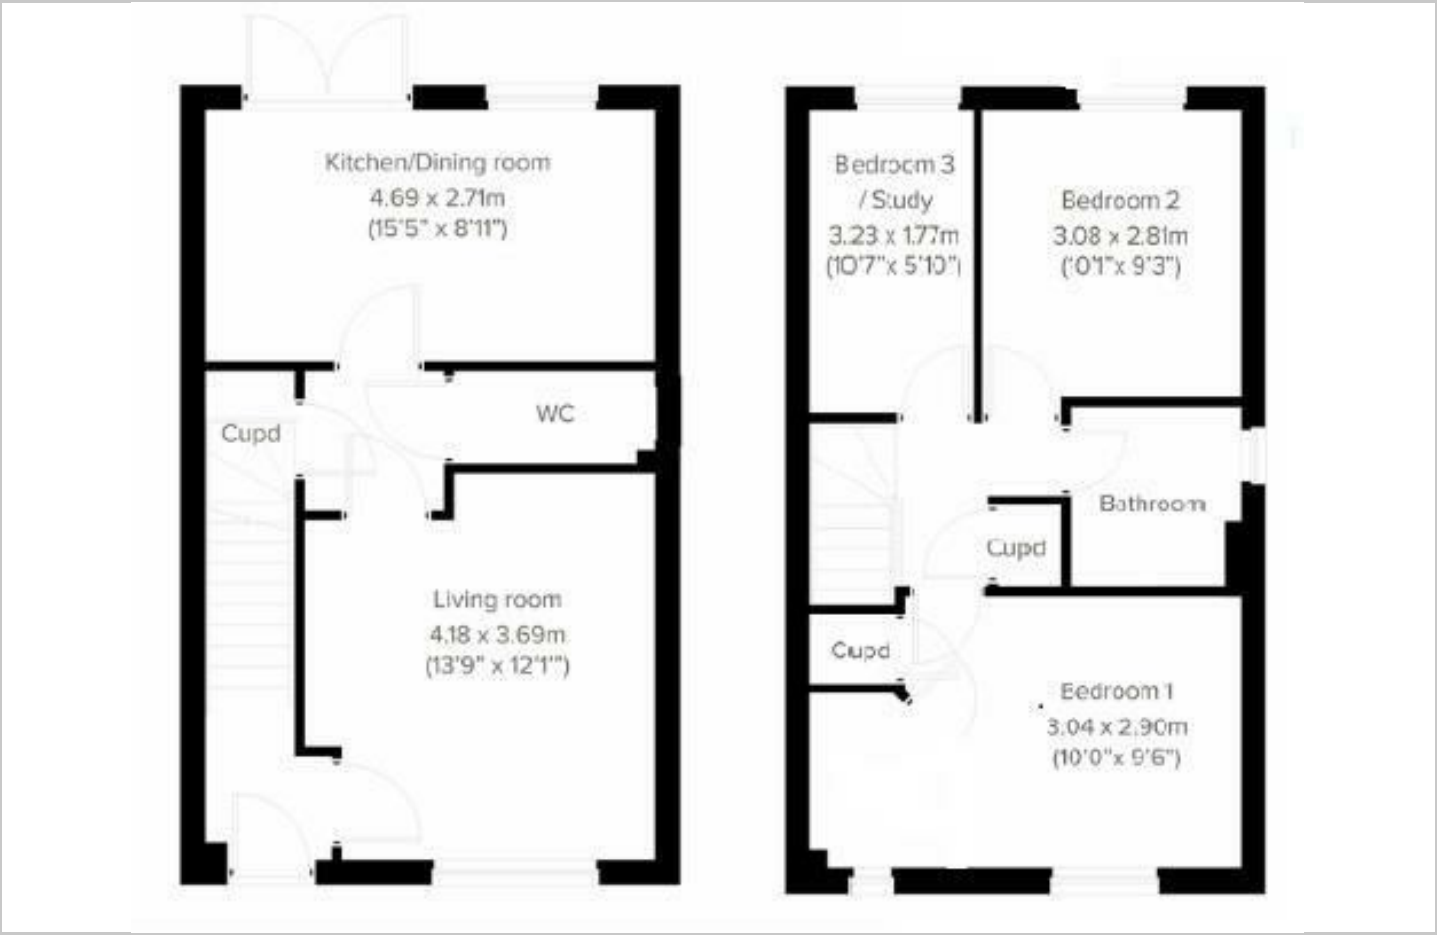 Kitchen/Dining room
4.69 x 2.71m
(15'5" x 8'11")
Cupd
WC
Living room
4.18 x 3.69m
(13'9" x 12'1'")
Bedroom 3
/ Study
3.23 x 1.77m
(10'7"x 5'10")
Bedroom 2
3.08 x 2.81m
('0'1"x 9'3")
Bathroom
Cupd
Cupd
Bedroom 1
3.04 x 2.90m
(10'0"x 9'6")